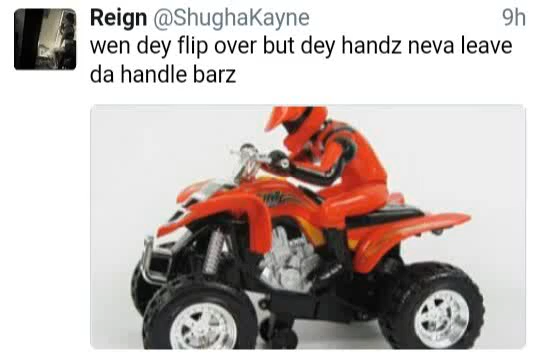 Reign @ShughaKayne 9h
wen dey flip over but dey handz neva leave
da handle barz